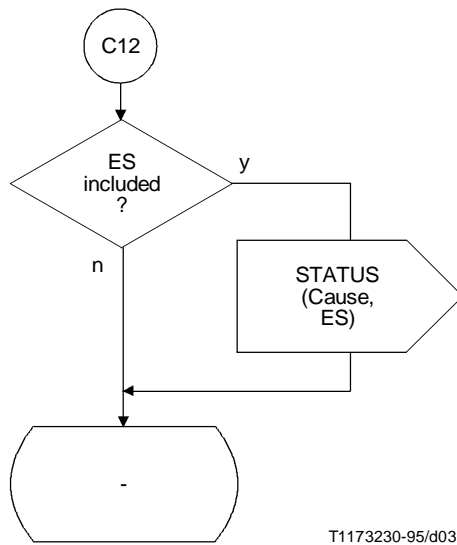 C12
ES
included
?
y
n
STATUS
(Cause,
ES)
-
T1173230-95/d03